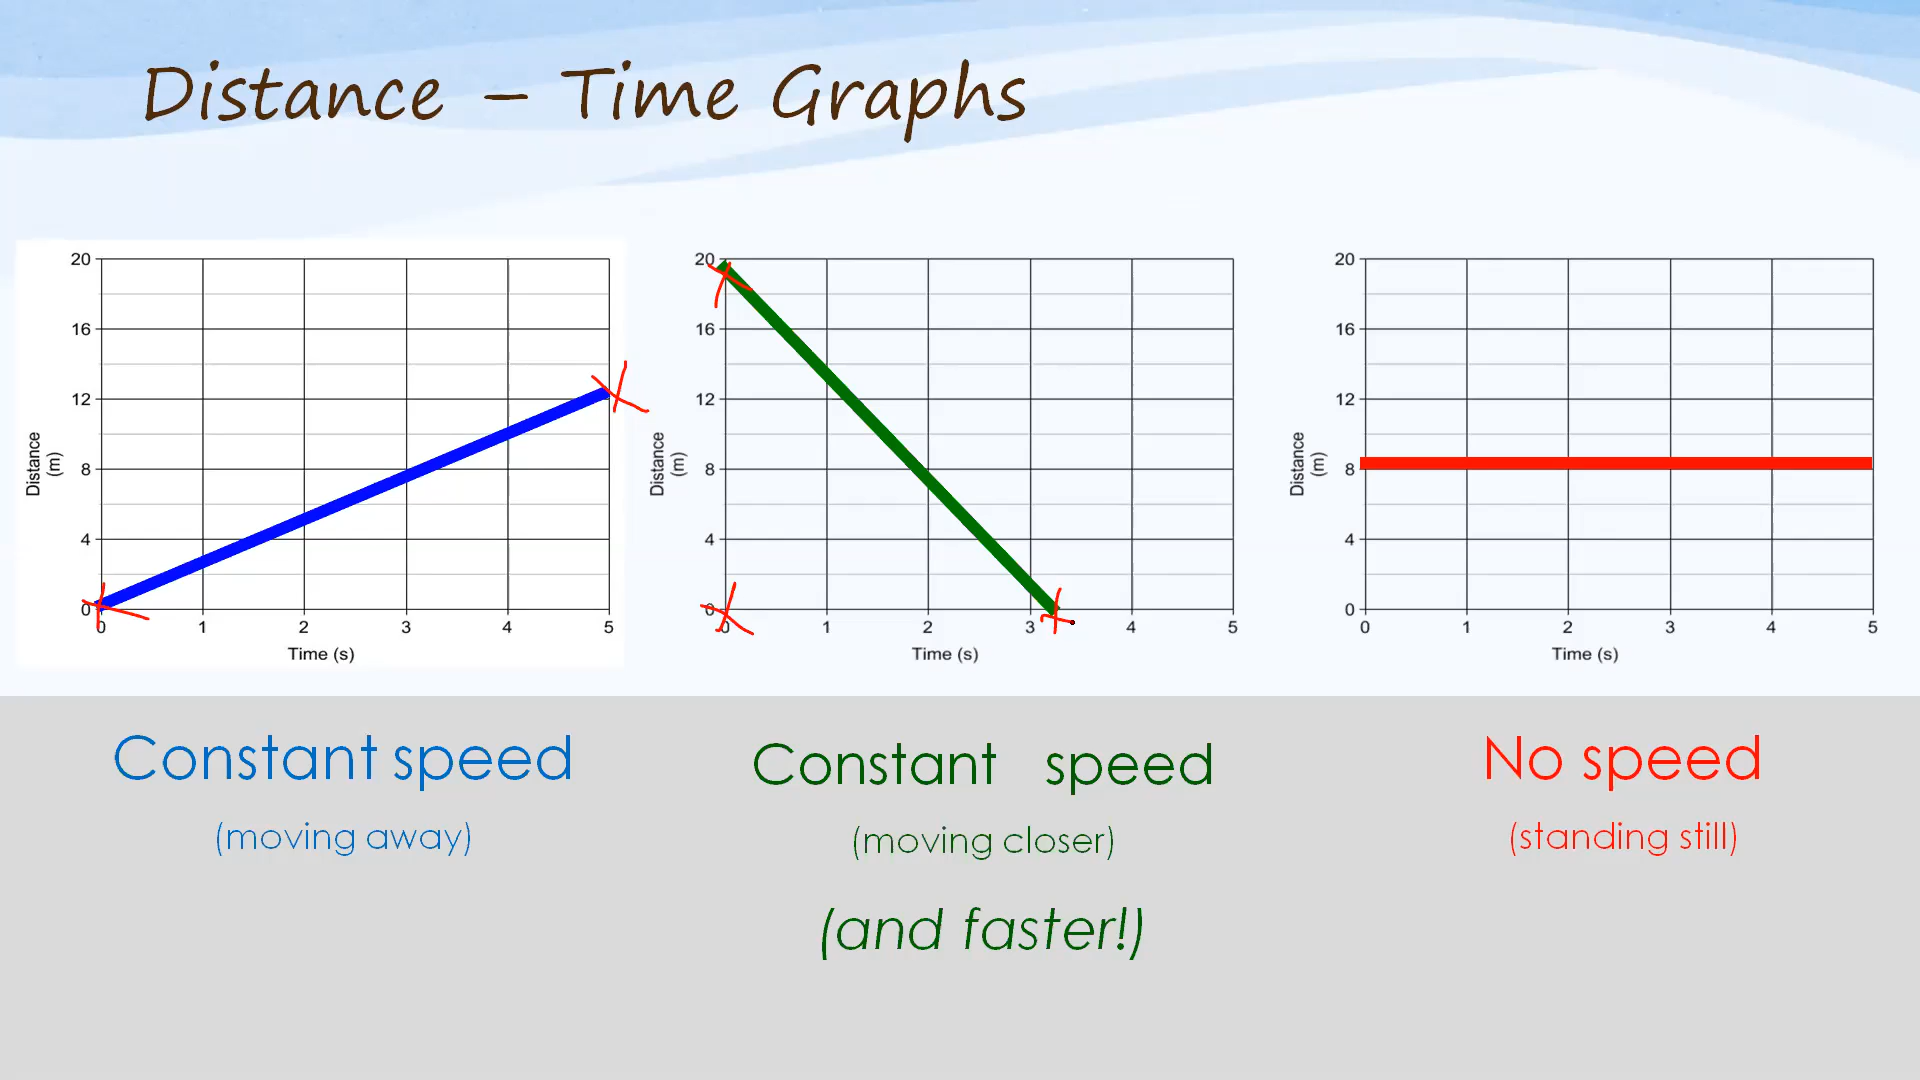 Distance – Time Graphs
20
16
12
8
4
0
0 1 2 3 4 5
Distance
(m)
Time (s)
20
16
12
8
4
0
0 1 2 3 4 5
Distance
(m)
Time (s)
20
16
12
8
4
0
0 1 2 3 4 5
Distance
(m)
Time (s)
Constant speed
(moving away)
Constant speed
(moving closer)
(and faster!)
No speed
(standing still)